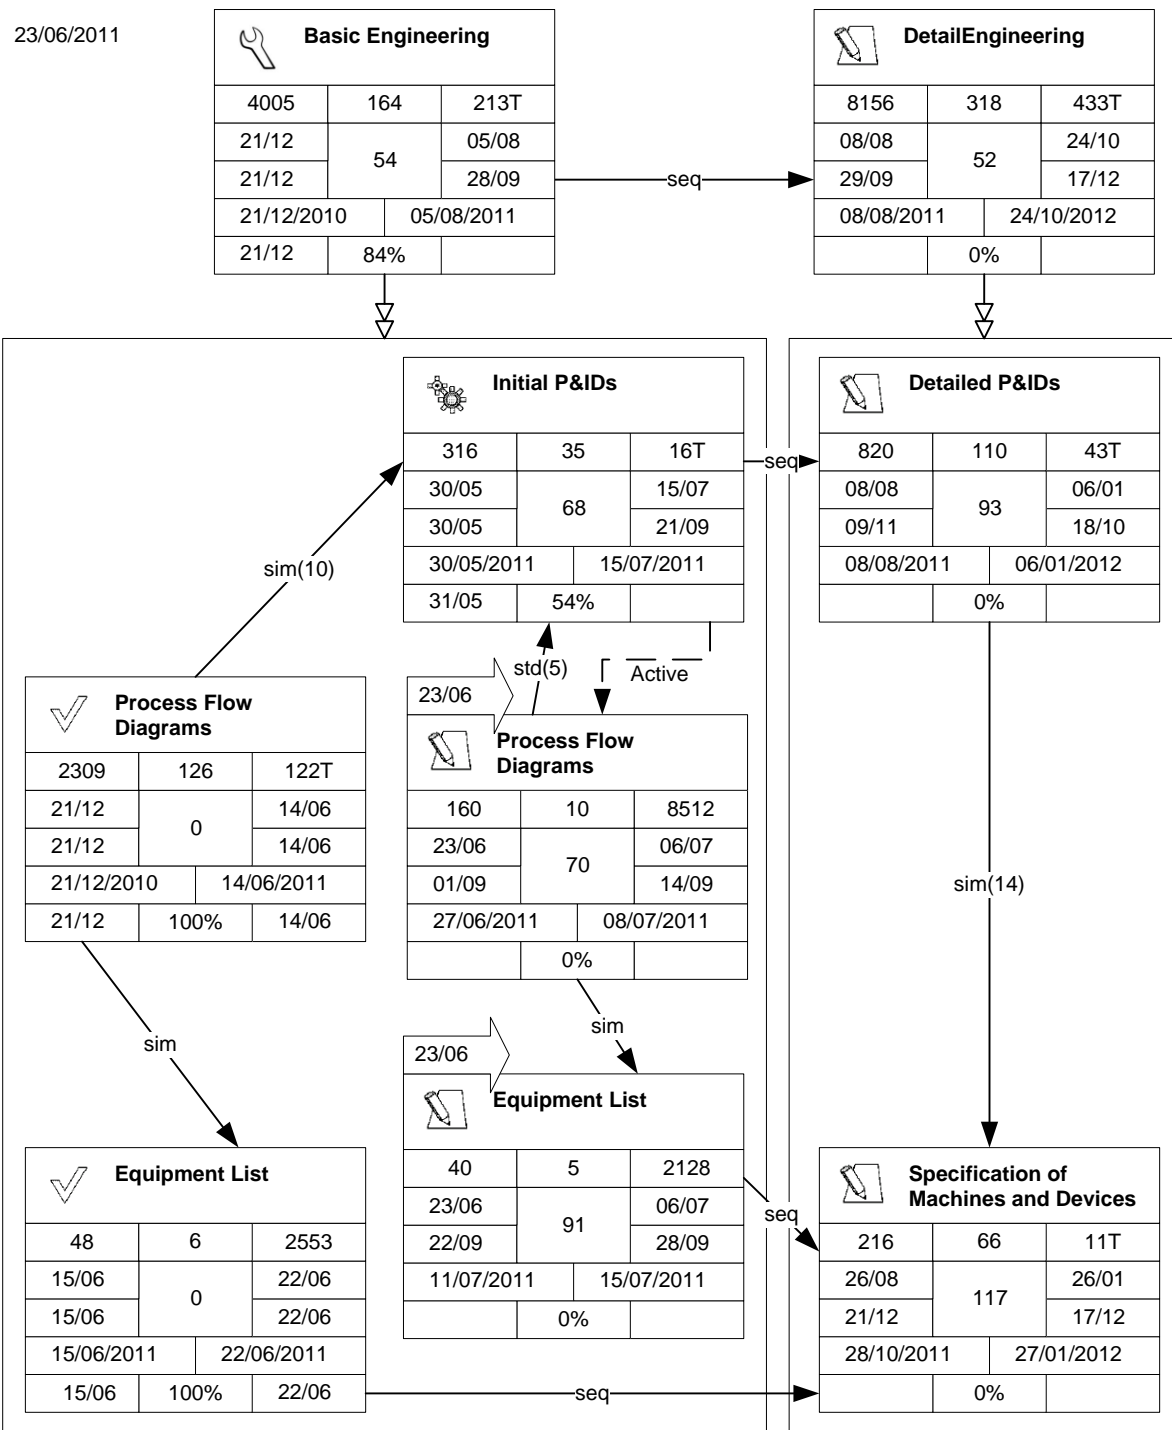 23/06/2011
Basic Engineering
4005 164 213T
21/12 54 05/08
21/12 28/09
21/12/2010 05/08/2011
21/12 84%
seq
DetailEngineering
8156 318 433T
08/08 52 24/10
29/09 17/12
08/08/2011 24/10/2012
0%
Initial P&IDs
316 35 16T
30/05 68 15/07
30/05 21/09
30/05/2011 15/07/2011
31/05 54%
seq
Detailed P&IDs
820 110 43T
08/08 93 06/01
09/11 18/10
08/08/2011 06/01/2012
0%
sim(10)
std(5)
Active
Process Flow
Diagrams
2309 126 122T
21/12 0 14/06
21/12 14/06
21/12/2010 14/06/2011
21/12 100% 14/06
23/06
Process Flow
Diagrams
160 10 8512
23/06 70 06/07
01/09 14/09
27/06/2011 08/07/2011
0%
sim(14)
sim
sim
23/06
Equipment List
40 5 2128
23/06 91 06/07
22/09 28/09
11/07/2011 15/07/2011
0%
seq
Equipment List
48 6 2553
15/06 0 22/06
15/06 22/06
15/06/2011 22/06/2011
15/06 100% 22/06
seq
Specification of
Machines and Devices
216 66 11T
26/08 117 26/01
21/12 17/12
28/10/2011 27/01/2012
0%